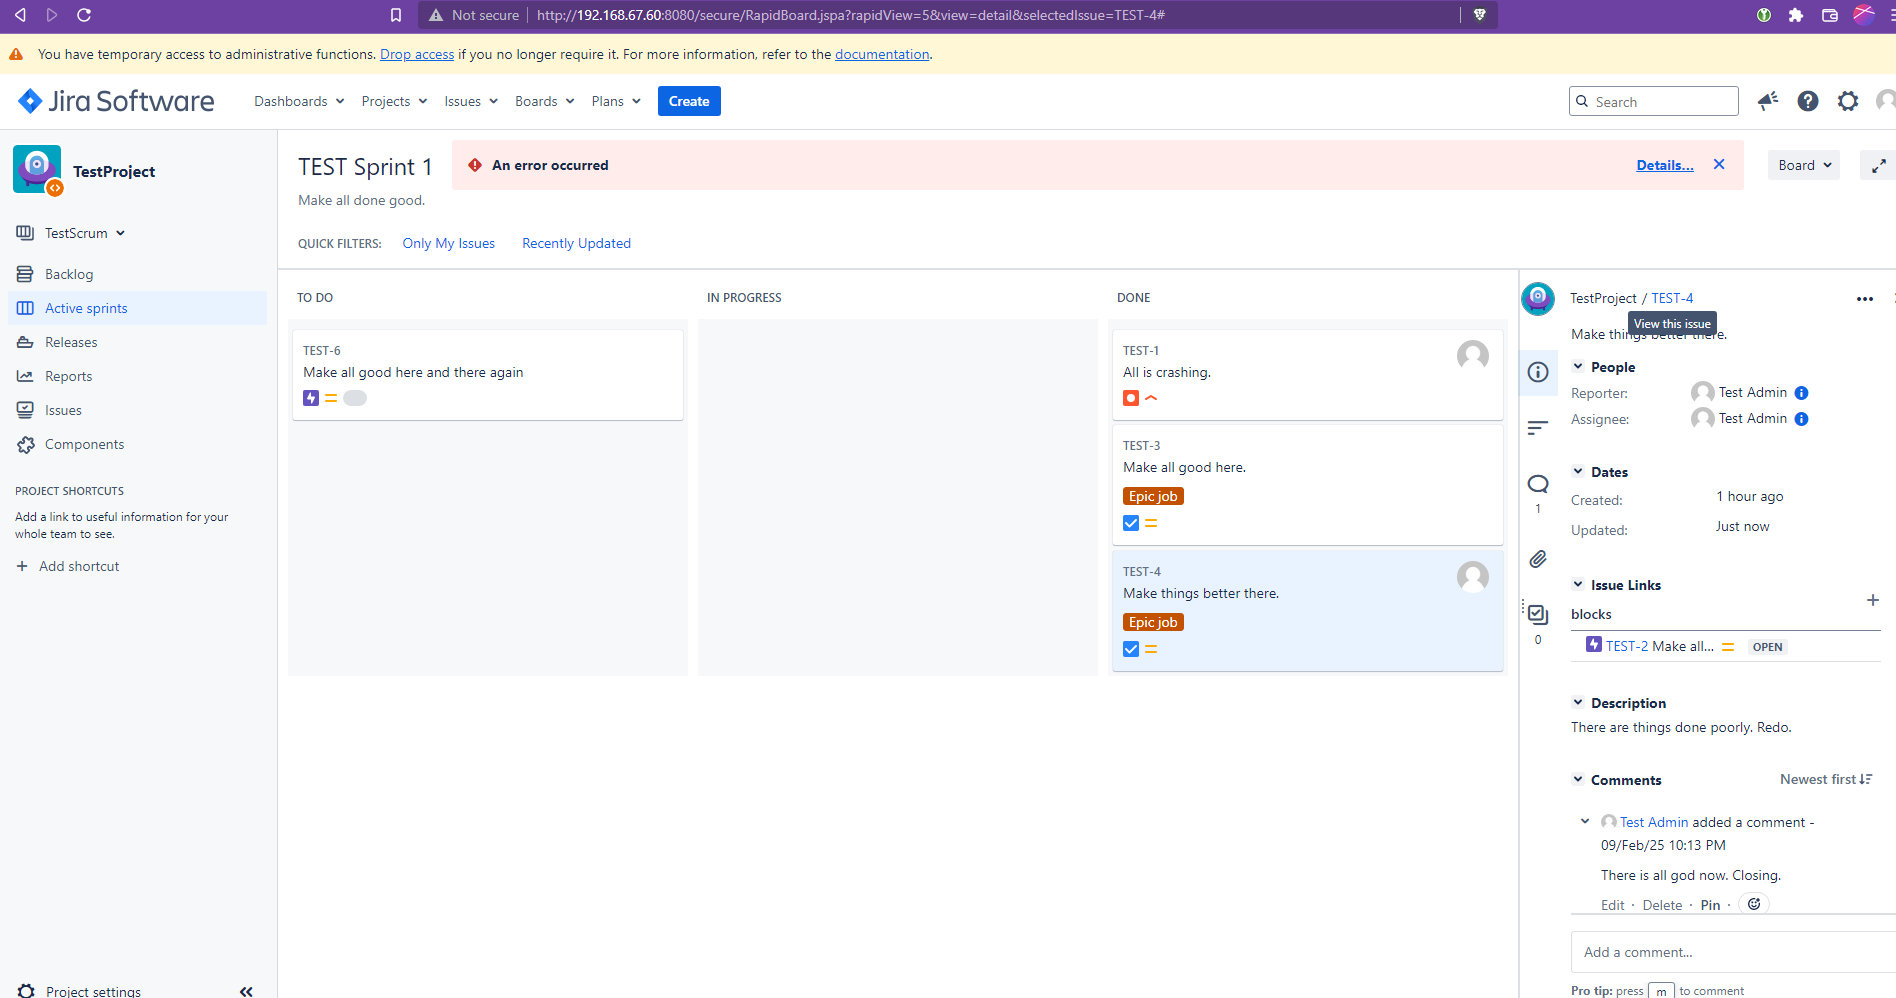 Not secure http://192.168.67.60:8080/secure/RapidBoard.jspa?rapidView=5&view=detail&selectedIssue=TEST-4#
You have temporary access to administrative functions. Drop access if you no longer require it. For more information, refer to the documentation.
Jira Software Dashboards Projects Issues Boards Plans Create Search
TestProject
TestScrum
Backlog
Active sprints
Releases
Reports
Issues
Components
PROJECT SHORTCUTS
Add a link to useful information for your
whole team to see.
+ Add shortcut
Project settings
TEST Sprint 1
An error occurred Details... Board
Make all done good.
QUICK FILTERS: Only My Issues Recently Updated
TO DO
TEST-6
Make all good here and there again
IN PROGRESS
DONE
TEST-1
All is crashing.
TEST-3
Make all good here.
Epic job
TEST-4
Make things better there.
Epic job
1
0
TestProject / TEST-4
View this issue
Make things better there.
People
Reporter: Test Admin
Assignee: Test Admin
Dates
Created: 1 hour ago
Updated: Just now
Issue Links
blocks
TEST-2 Make all... OPEN
Description
There are things done poorly. Redo.
Comments Newest first
Test Admin added a comment -
09/Feb/25 10:13 PM
There is all god now. Closing.
Edit · Delete · Pin ·
Add a comment...
Pro tip: press m to comment